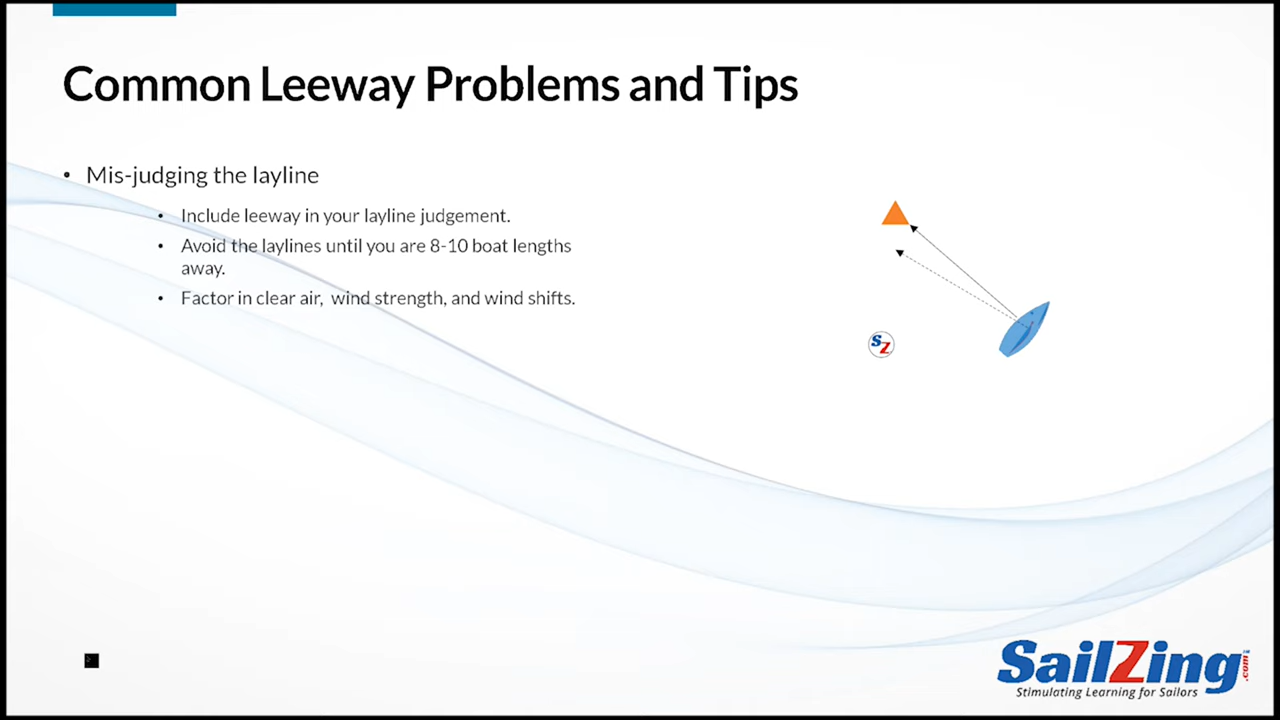 Common Leeway Problems and Tips
• Mis-judging the layline
• Include leeway in your layline judgement.
• Avoid the laylines until you are 8-10 boat lengths
away.
• Factor in clear air, wind strength, and wind shifts.
SZ
SailZing.com
Stimulating Learning for Sailors